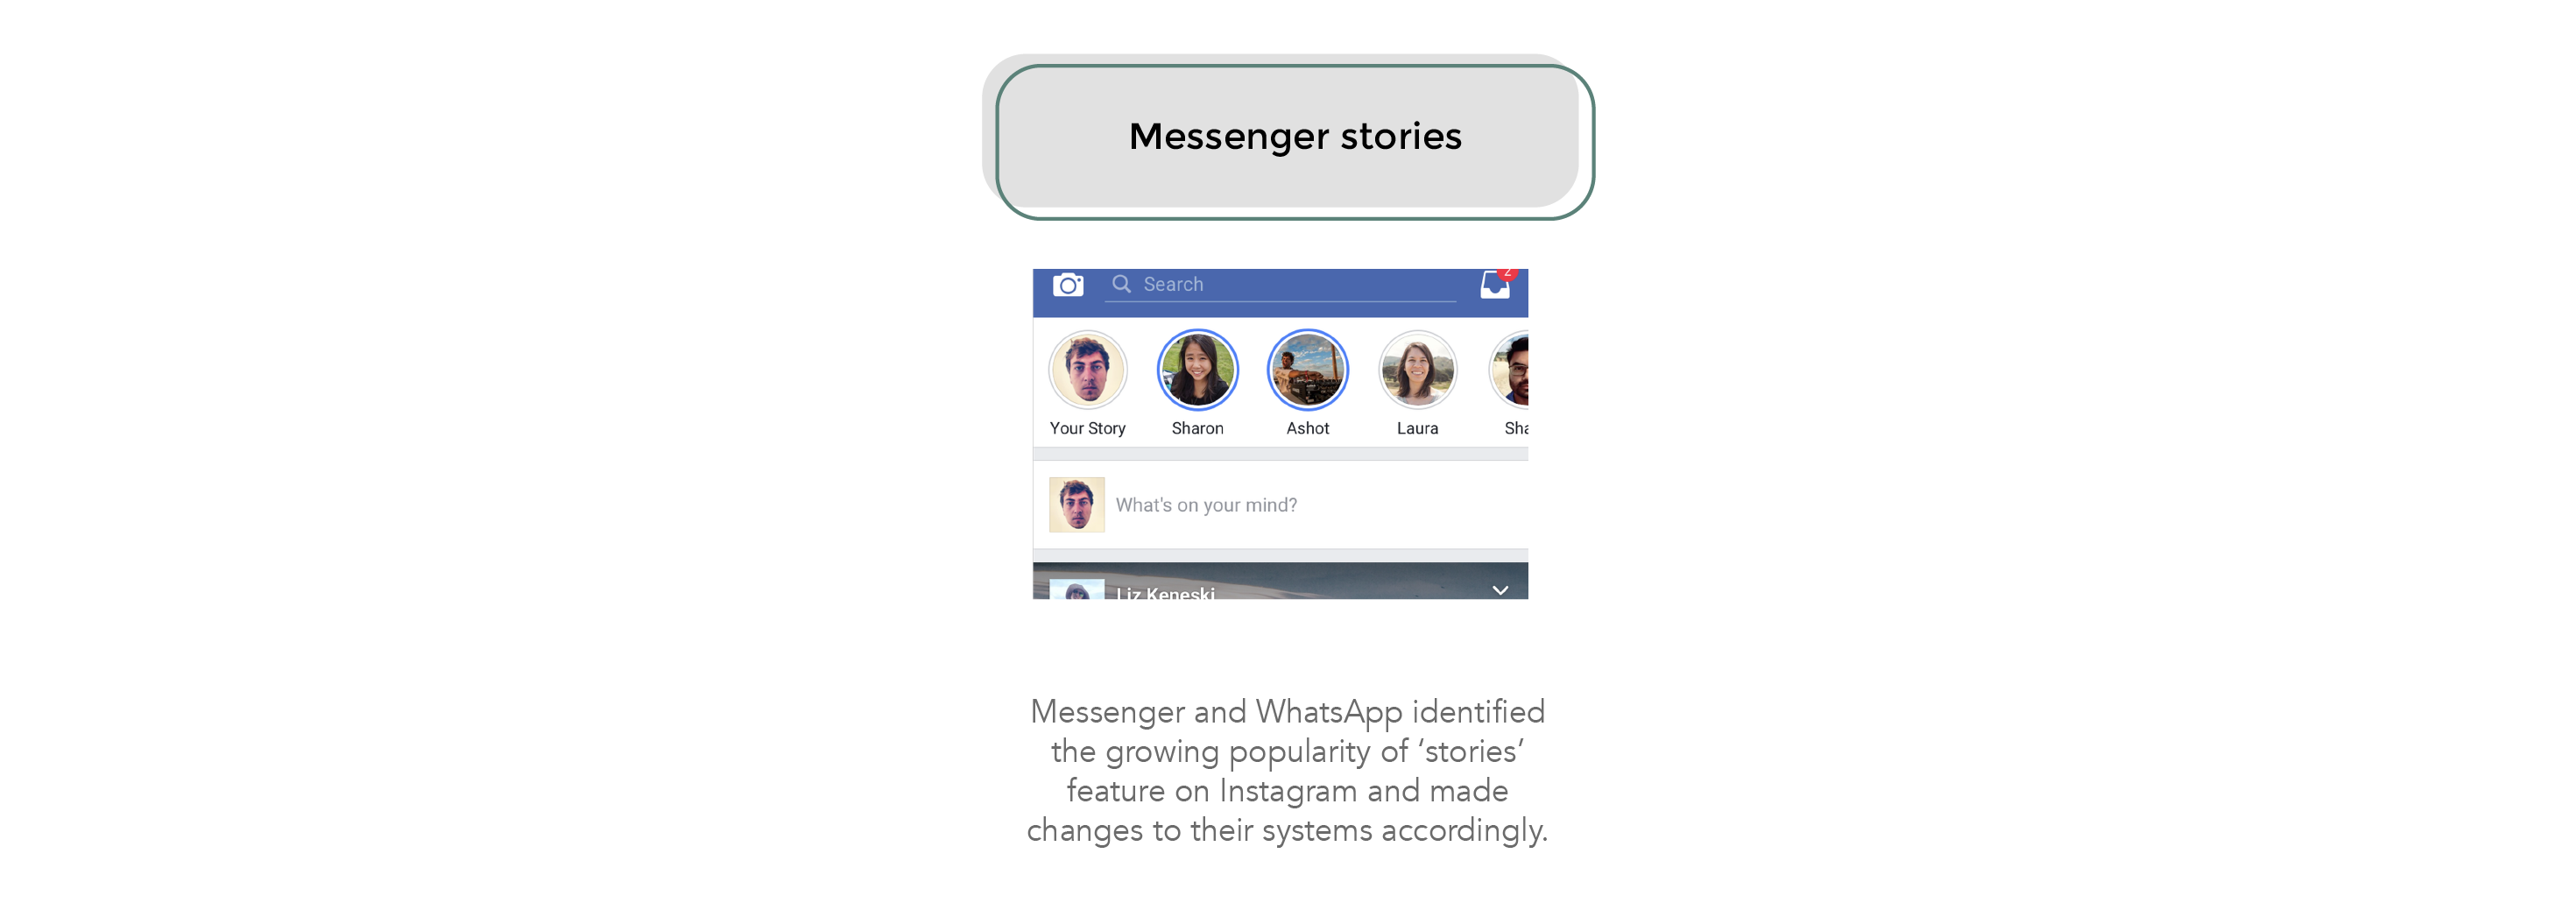 Messenger stories
Search
2
Your Story Sharon Ashot Laura Sha
What's on your mind?
Liz Keneski
Messenger and WhatsApp identified
the growing popularity of ‘stories’
feature on Instagram and made
changes to their systems accordingly.